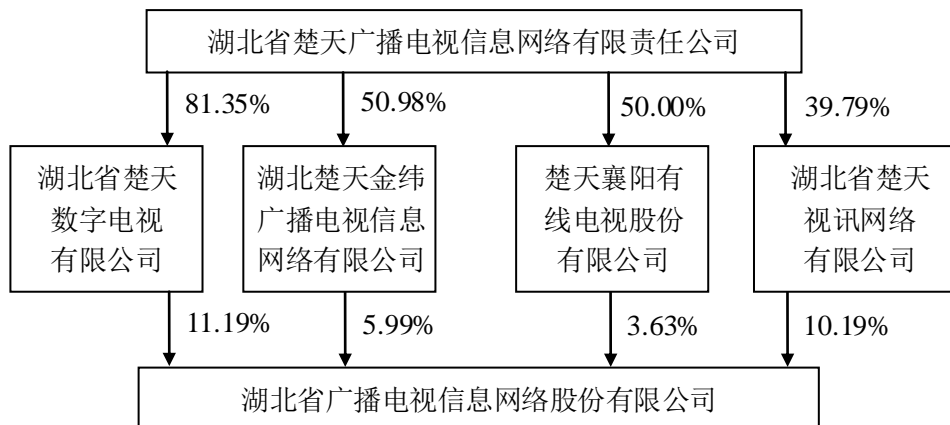 湖北省楚天广播电视信息网络有限责任公司
81.35%
50.98%
50.00%
39.79%
湖北省楚天
数字电视
有限公司
湖北楚天金纬
广播电视信息
网络有限公司
楚天襄阳有
线电视股份
有限公司
湖北省楚天
视讯网络
有限公司
11.19%
5.99%
3.63%
10.19%
湖北省广播电视信息网络股份有限公司